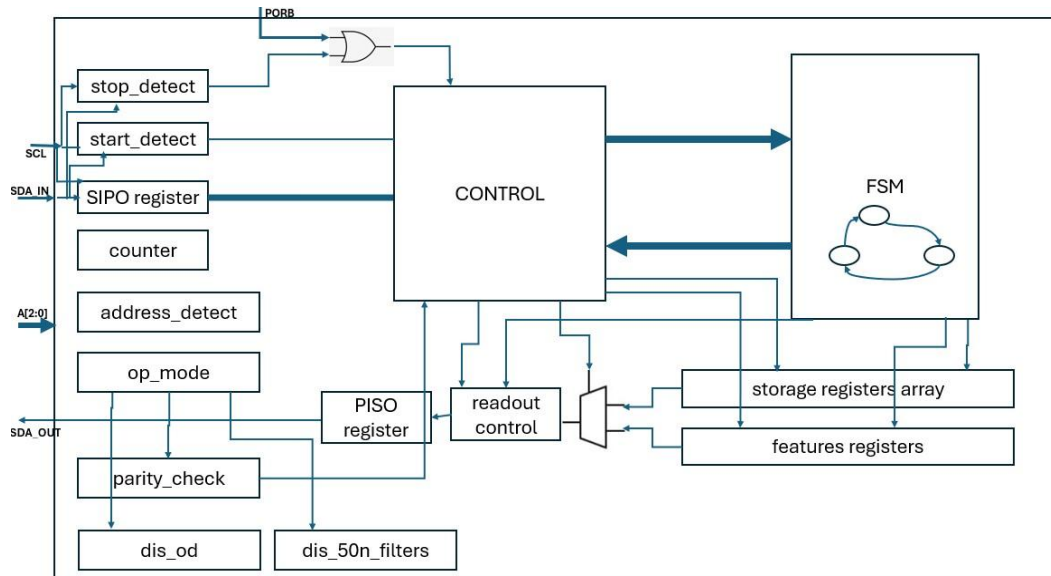 PORB
stop_detect
start_detect
SCL
SDA_IN
SIPO register
CONTROL
FSM
counter
A[2:0]
address_detect
op_mode
SDA_OUT
PISO
register
readout
control
storage registers array
features registers
parity_check
dis_od
dis_50n_filters